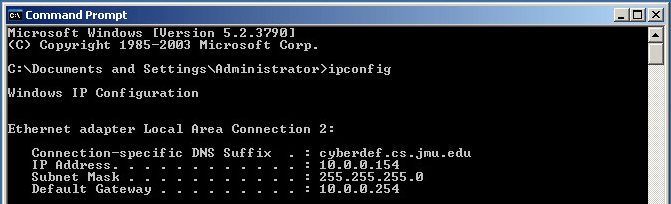 Command Prompt
Microsoft Windows [Version 5.2.3790]
(C) Copyright 1985-2003 Microsoft Corp.
C:\Documents and Settings\Administrator>ipconfig
Windows IP Configuration
Ethernet adapter Local Area Connection 2:
Connection-specific DNS Suffix  . : cyberdef.cs.jmu.edu
IP Address. . . . . . . . . . . . : 10.0.0.154
Subnet Mask . . . . . . . . . . . : 255.255.255.0
Default Gateway . . . . . . . . . : 10.0.0.254